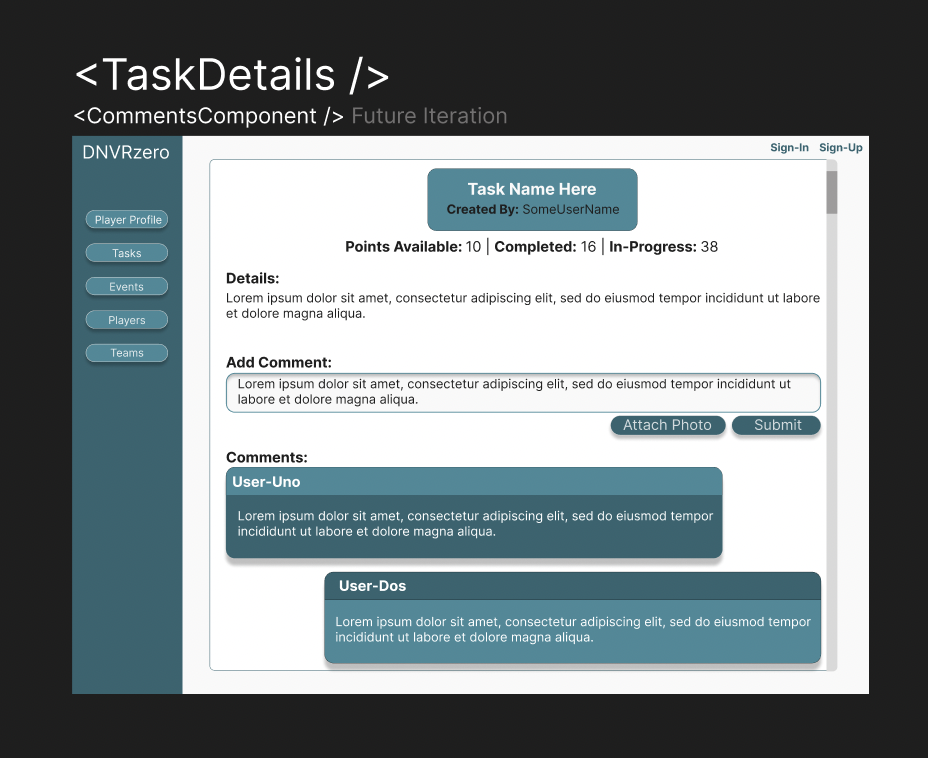 <TaskDetails />
<CommentsComponent /> Future Iteration
DNVRzero
Sign-In Sign-Up
Player Profile
Tasks
Events
Players
Teams
Task Name Here
Created By: SomeUserName
Points Available: 10 | Completed: 16 | In-Progress: 38
Details:
Lorem ipsum dolor sit amet, consectetur adipiscing elit, sed do eiusmod tempor incididunt ut labore
et dolore magna aliqua.
Add Comment:
Lorem ipsum dolor sit amet, consectetur adipiscing elit, sed do eiusmod tempor incididunt ut
labore et dolore magna aliqua.
Attach Photo Submit
Comments:
User-Uno
Lorem ipsum dolor sit amet, consectetur adipiscing elit, sed do eiusmod tempor
incididunt ut labore et dolore magna aliqua.
User-Dos
Lorem ipsum dolor sit amet, consectetur adipiscing elit, sed do eiusmod tempor
incididunt ut labore et dolore magna aliqua.